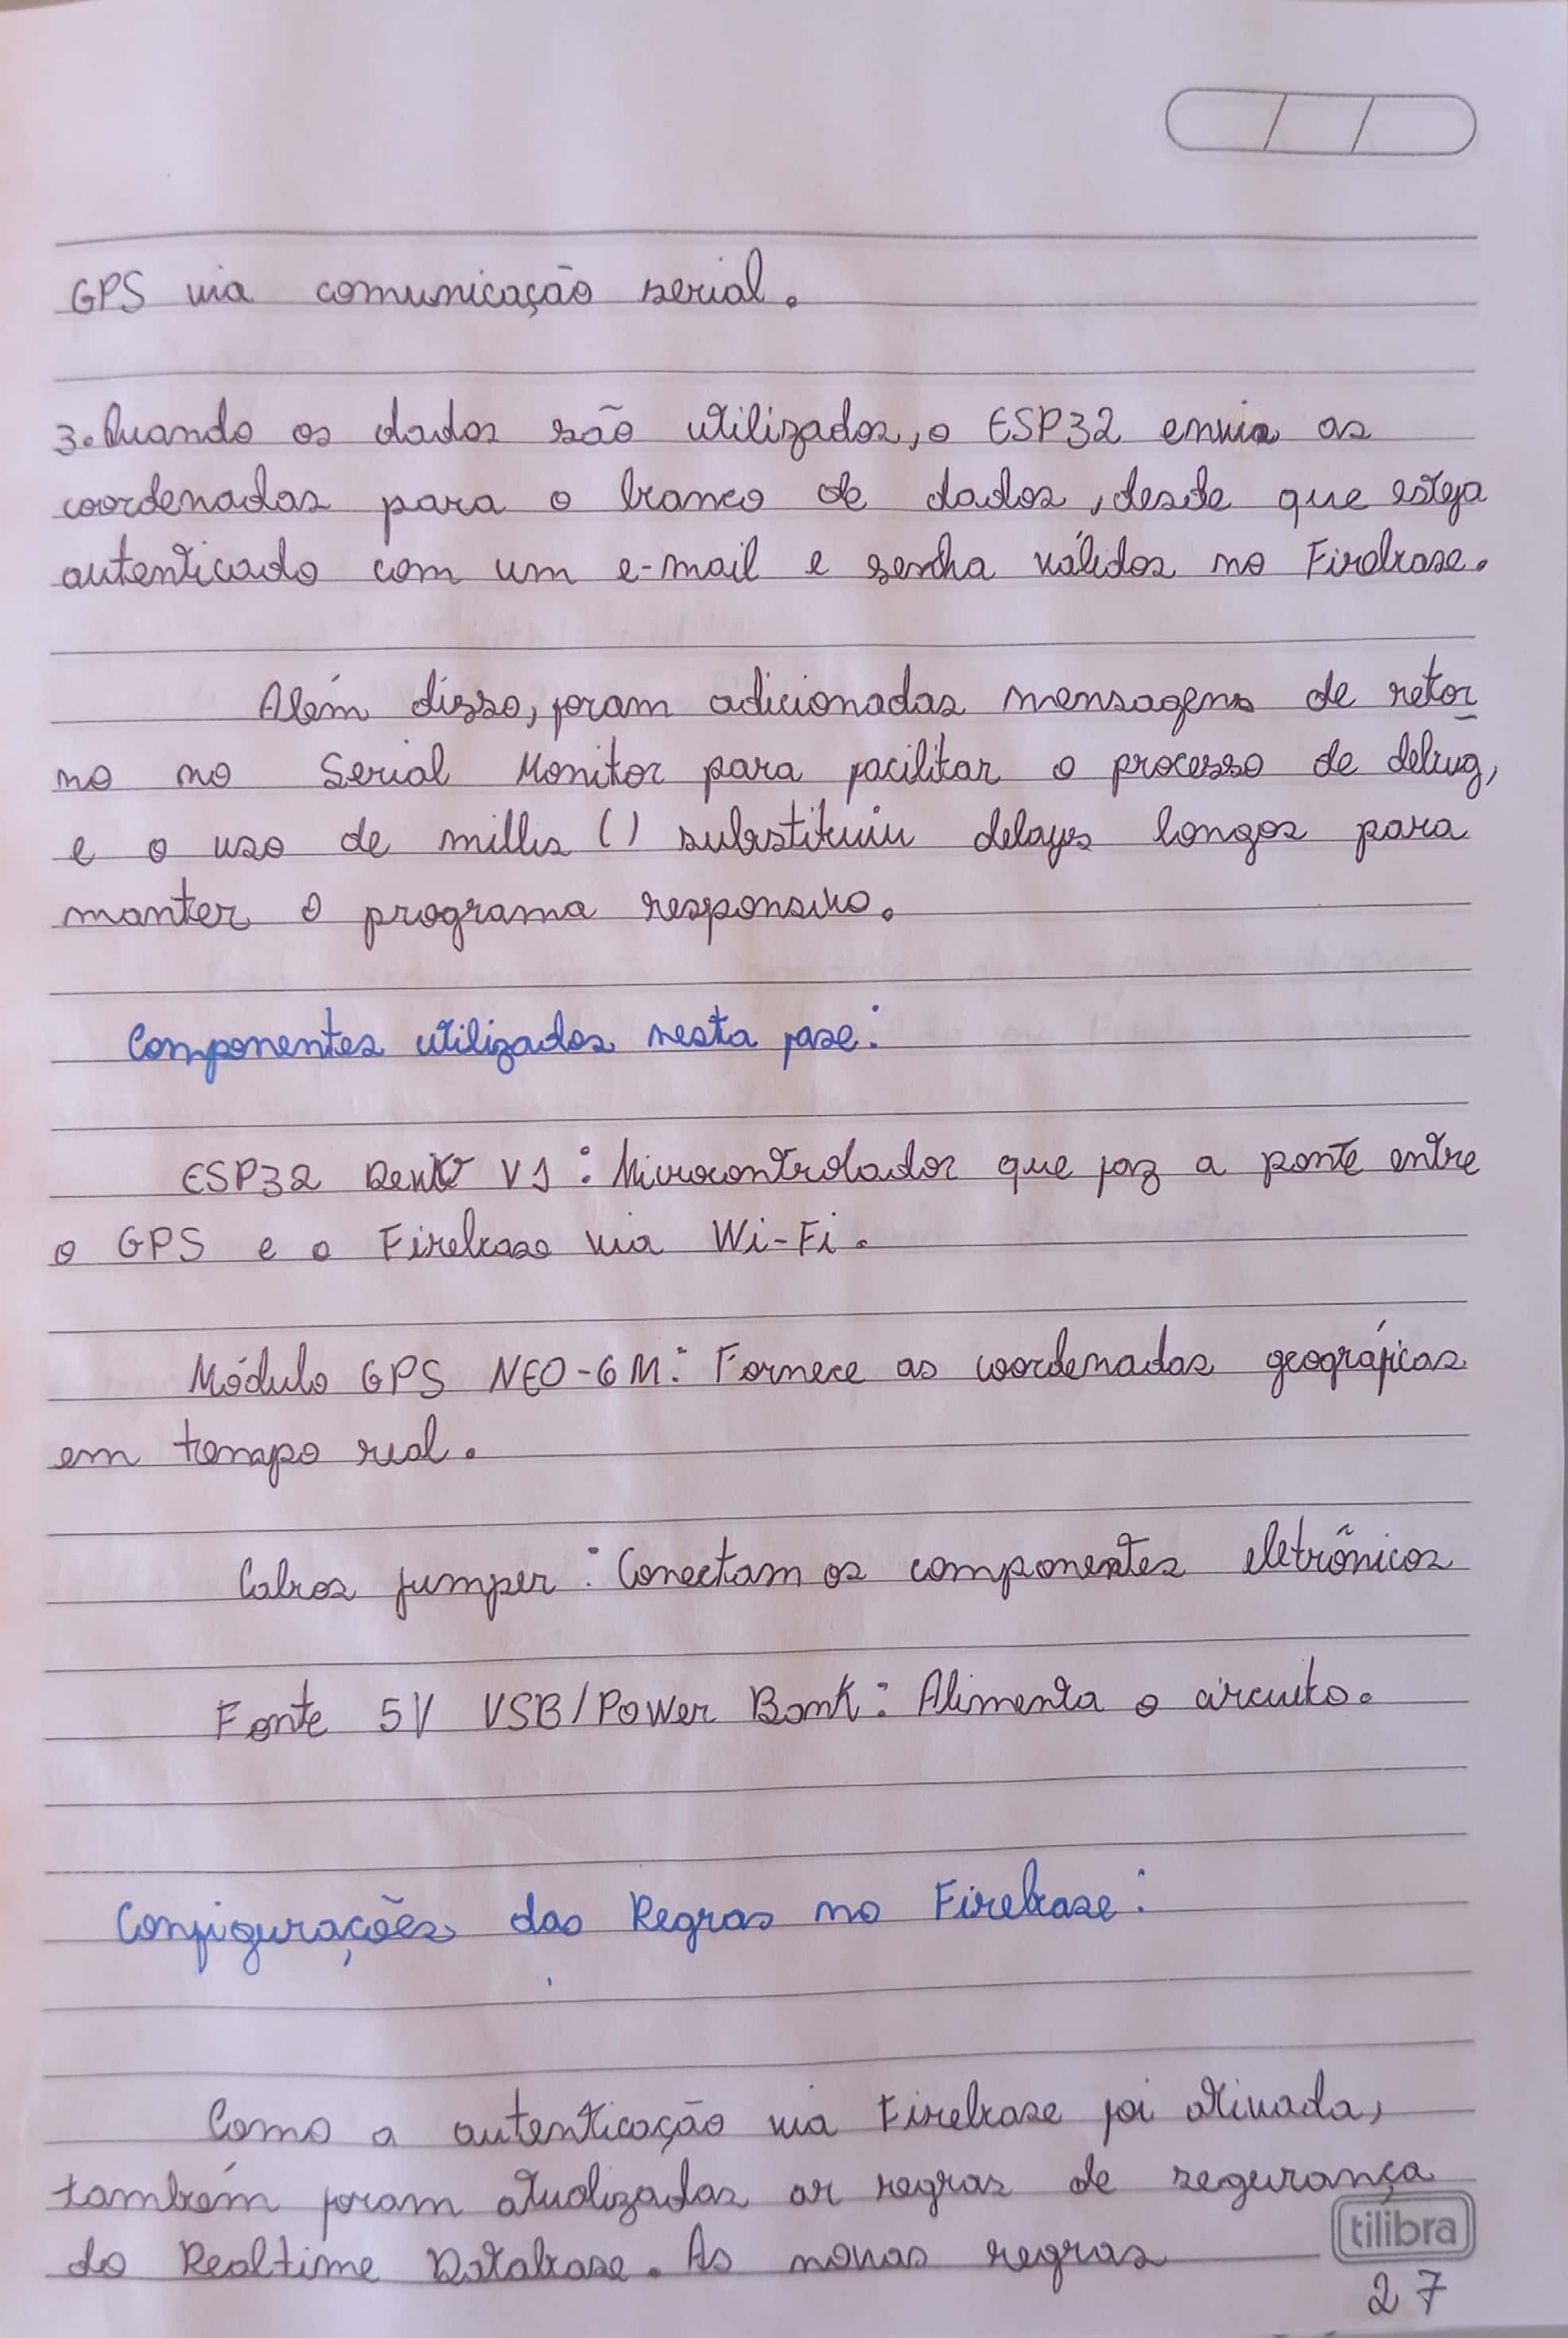 GPS via comunicação serial.
3. Quando os dados são utilizados, o ESP32 envia as
coordenadas para o banco de dados, desde que esteja
autenticado com um e-mail e senha válidos no Firebase.
Além disso, foram adicionadas mensagens de retor
no no Serial Monitor para facilitar o processo de debug,
e o uso de millis () substituiu delays longos para
manter o programa responsivo.
Componentes utilizados nesta fase:
ESP32 DevKit V1 : Microcontrolador que faz a ponte entre
o GPS e o Firebase via Wi-Fi.
Módulo GPS NEO-6M: Fornece as coordenadas geográficas
em tempo real.
Cabos jumper : Conectam os componentes eletrônicos
Fonte 5V USB/Power Bank: Alimenta o circuito.
Configurações das Regras no Firebase:
Como a autenticação via Firebase foi ativada,
também foram atualizadas as regras de segurança
do Realtime Database. As novas regras
tilibra
27